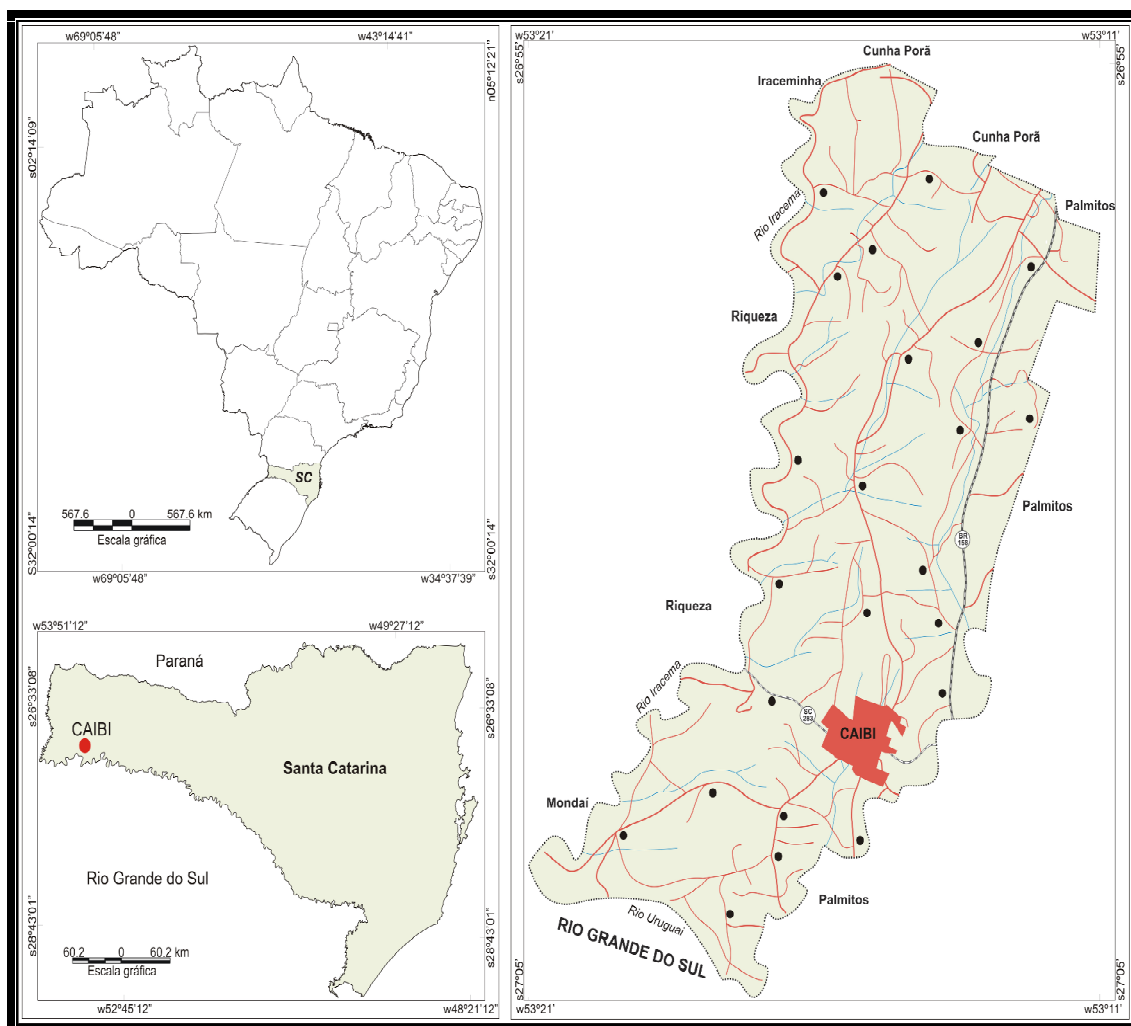 w69°05'48"
w43°14'41"
s02°14'09"
n05°12'21"
SC
567.6 0 567.6 km
Escala gráfica
s32°00'14"
s32°00'14"
w69°05'48"
w34°37'39"
w53°51'12"
w49°27'12"
s26°33'08"
s26°33'08"
Paraná
CAIBI
Santa Catarina
Rio Grande do Sul
s28°43'01"
s28°43'01"
60.2 0 60.2 km
Escala gráfica
w52°45'12"
w48°21'12"
w53°21'
w53°11'
s26°55'
s26°55'
Cunha Porã
Iraceminha
Cunha Porã
Palmitos
Rio Iracema
Riqueza
Palmitos
BR
158
Riqueza
Rio Iracema
SC
283
CAIBI
Mondaí
Palmitos
Rio Uruguai
RIO GRANDE DO SUL
s27°05'
s27°05'
w53°21'
w53°11'